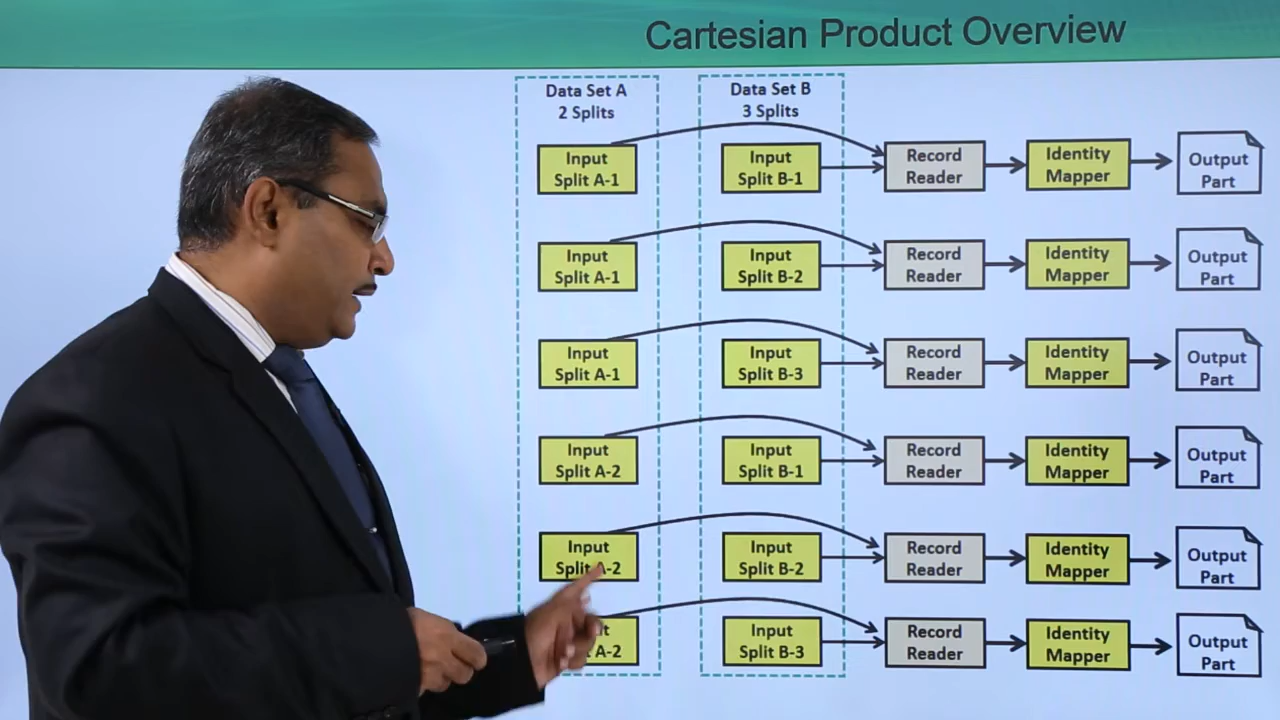 Cartesian Product Overview
Data Set A
2 Splits
Data Set B
3 Splits
Input
Split A-1
Input
Split B-1
Record
Reader
Identity
Mapper
Output
Part
Input
Split A-1
Input
Split B-2
Record
Reader
Identity
Mapper
Output
Part
Input
Split A-1
Input
Split B-3
Record
Reader
Identity
Mapper
Output
Part
Input
Split A-2
Input
Split B-1
Record
Reader
Identity
Mapper
Output
Part
Input
Split A-2
Input
Split B-2
Record
Reader
Identity
Mapper
Output
Part
A-2
Input
Split B-3
Record
Reader
Identity
Mapper
Output
Part